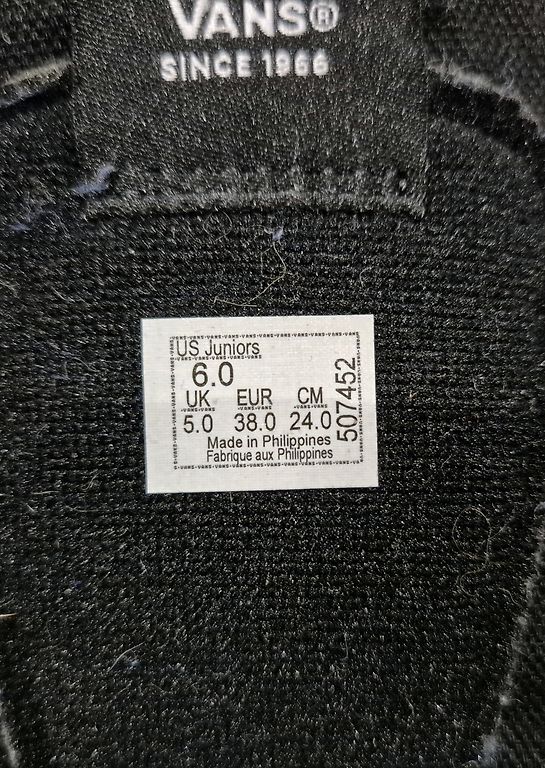 VANS®
SINCE 1966
US Juniors
6.0
UK EUR CM
5.0 38.0 24.0
Made in Philippines
Fabrique aux Philippines
507452